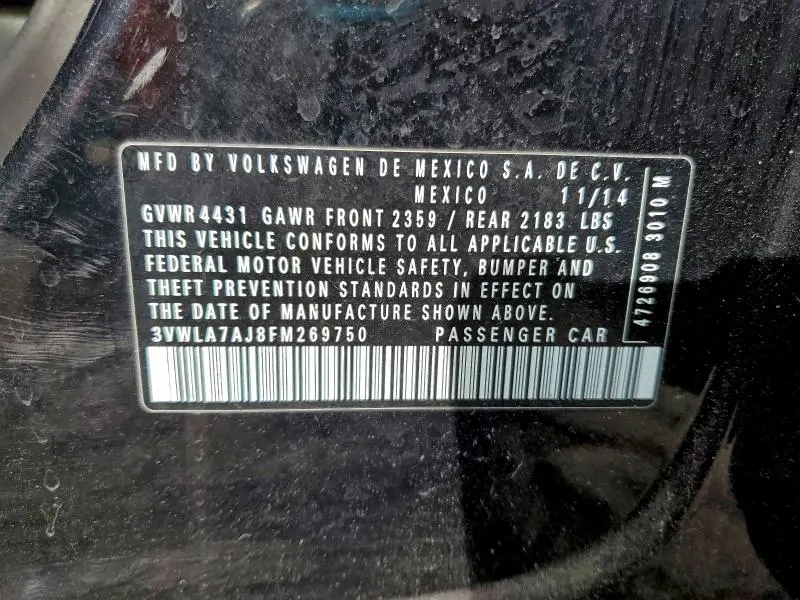 MFD BY VOLKSWAGEN DE MEXICO S.A. DE C.V.
MEXICO 11/14
GVWR 4431 GAWR FRONT 2359 / REAR 2183 LBS
THIS VEHICLE CONFORMS TO ALL APPLICABLE U.S.
FEDERAL MOTOR VEHICLE SAFETY, BUMPER AND
THEFT PREVENTION STANDARDS IN EFFECT ON
THE DATE OF MANUFACTURE SHOWN ABOVE.
3VWLA7AJ8FM269750 PASSENGER CAR
4726908 3010 M